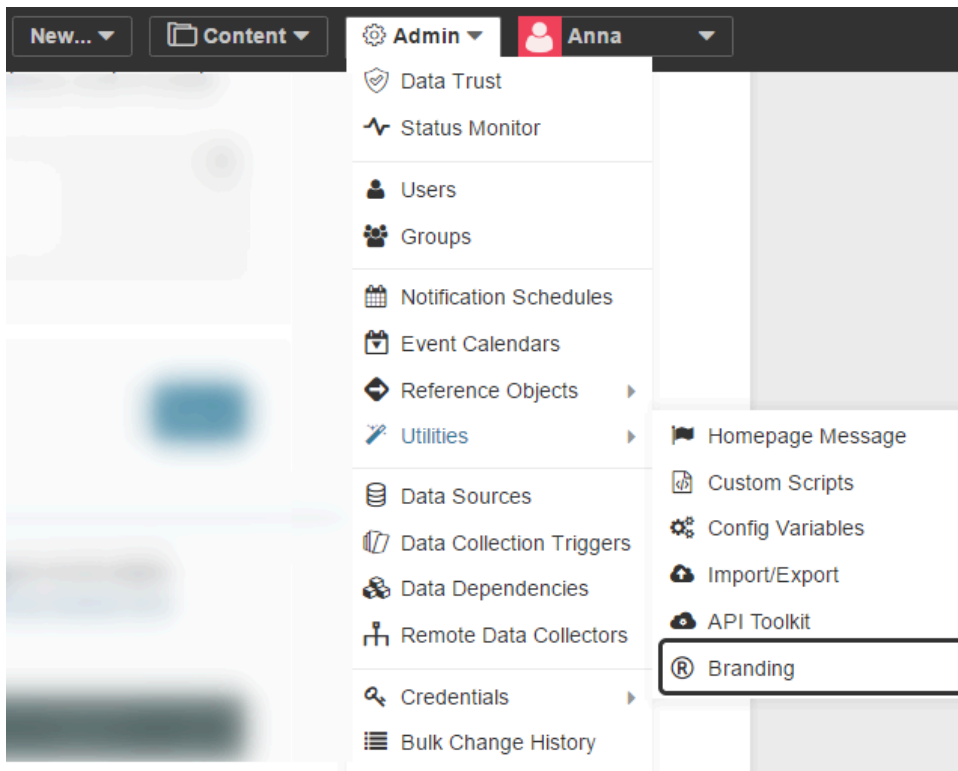 New...
Content
Admin
Anna
Data Trust
Status Monitor
Users
Groups
Notification Schedules
Event Calendars
Reference Objects
Utilities
Homepage Message
Custom Scripts
Config Variables
Import/Export
API Toolkit
® Branding
Data Sources
Data Collection Triggers
Data Dependencies
Remote Data Collectors
Credentials
Bulk Change History